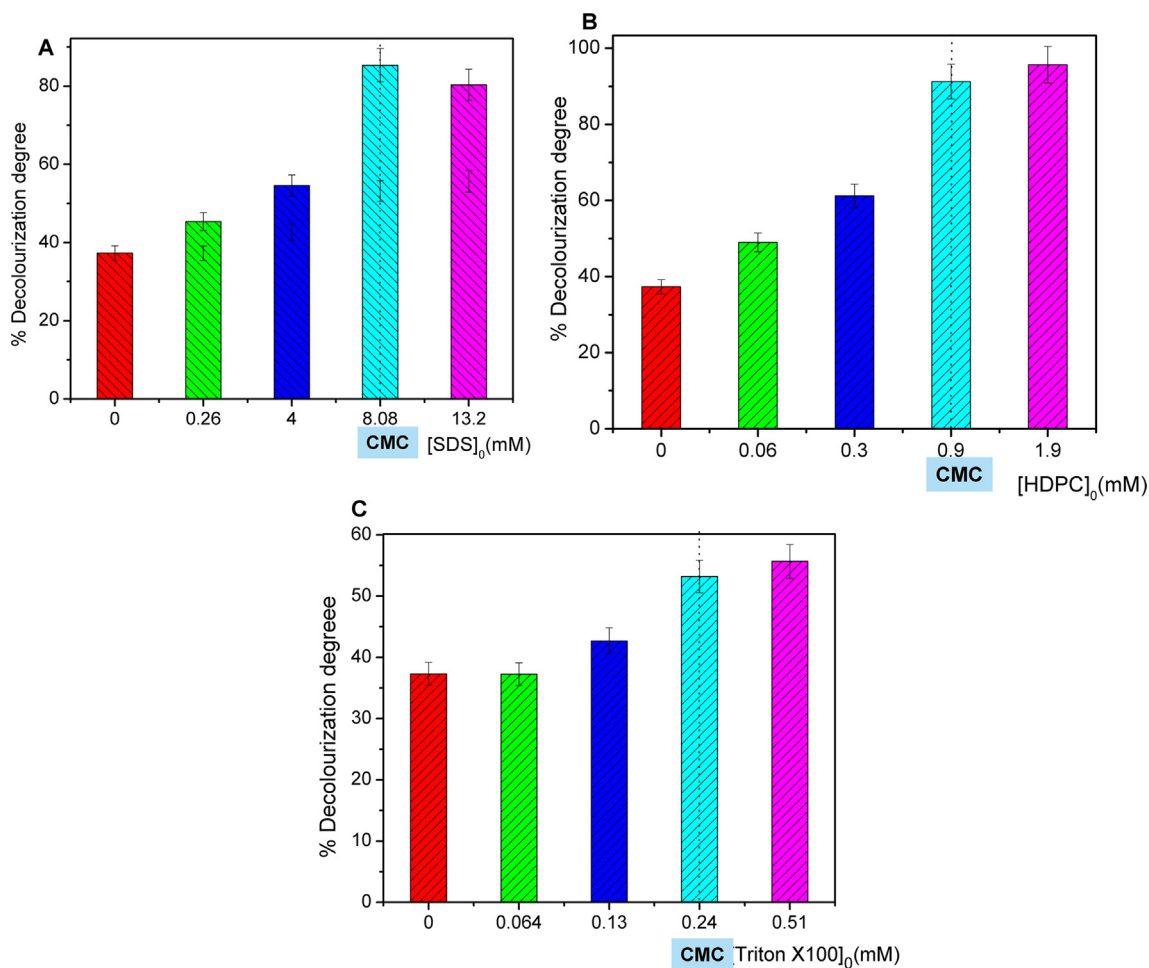 A
% Decolourization degree
80
60
40
20
0
0 0.26 4 8.08 13.2
CMC [SDS]₀(mM)
B
% Decolourization degree
100
80
60
40
20
0
0 0.06 0.3 0.9 1.9
CMC [HDPC]₀(mM)
C
% Decolourization degreee
60
50
40
30
20
10
0
0 0.064 0.13 0.24 0.51
CMC [Triton X100]₀(mM)